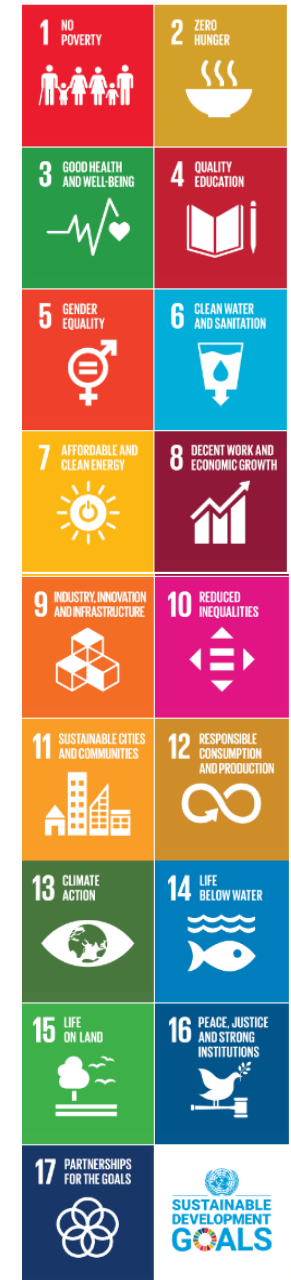 1 NO
POVERTY
2 ZERO
HUNGER
3 GOOD HEALTH
AND WELL-BEING
4 QUALITY
EDUCATION
5 GENDER
EQUALITY
6 CLEAN WATER
AND SANITATION
7 AFFORDABLE AND
CLEAN ENERGY
8 DECENT WORK AND
ECONOMIC GROWTH
9 INDUSTRY, INNOVATION
AND INFRASTRUCTURE
10 REDUCED
INEQUALITIES
11 SUSTAINABLE CITIES
AND COMMUNITIES
12 RESPONSIBLE
CONSUMPTION
AND PRODUCTION
13 CLIMATE
ACTION
14 LIFE
BELOW WATER
15 LIFE
ON LAND
16 PEACE, JUSTICE
AND STRONG
INSTITUTIONS
17 PARTNERSHIPS
FOR THE GOALS
SUSTAINABLE
DEVELOPMENT
GOALS